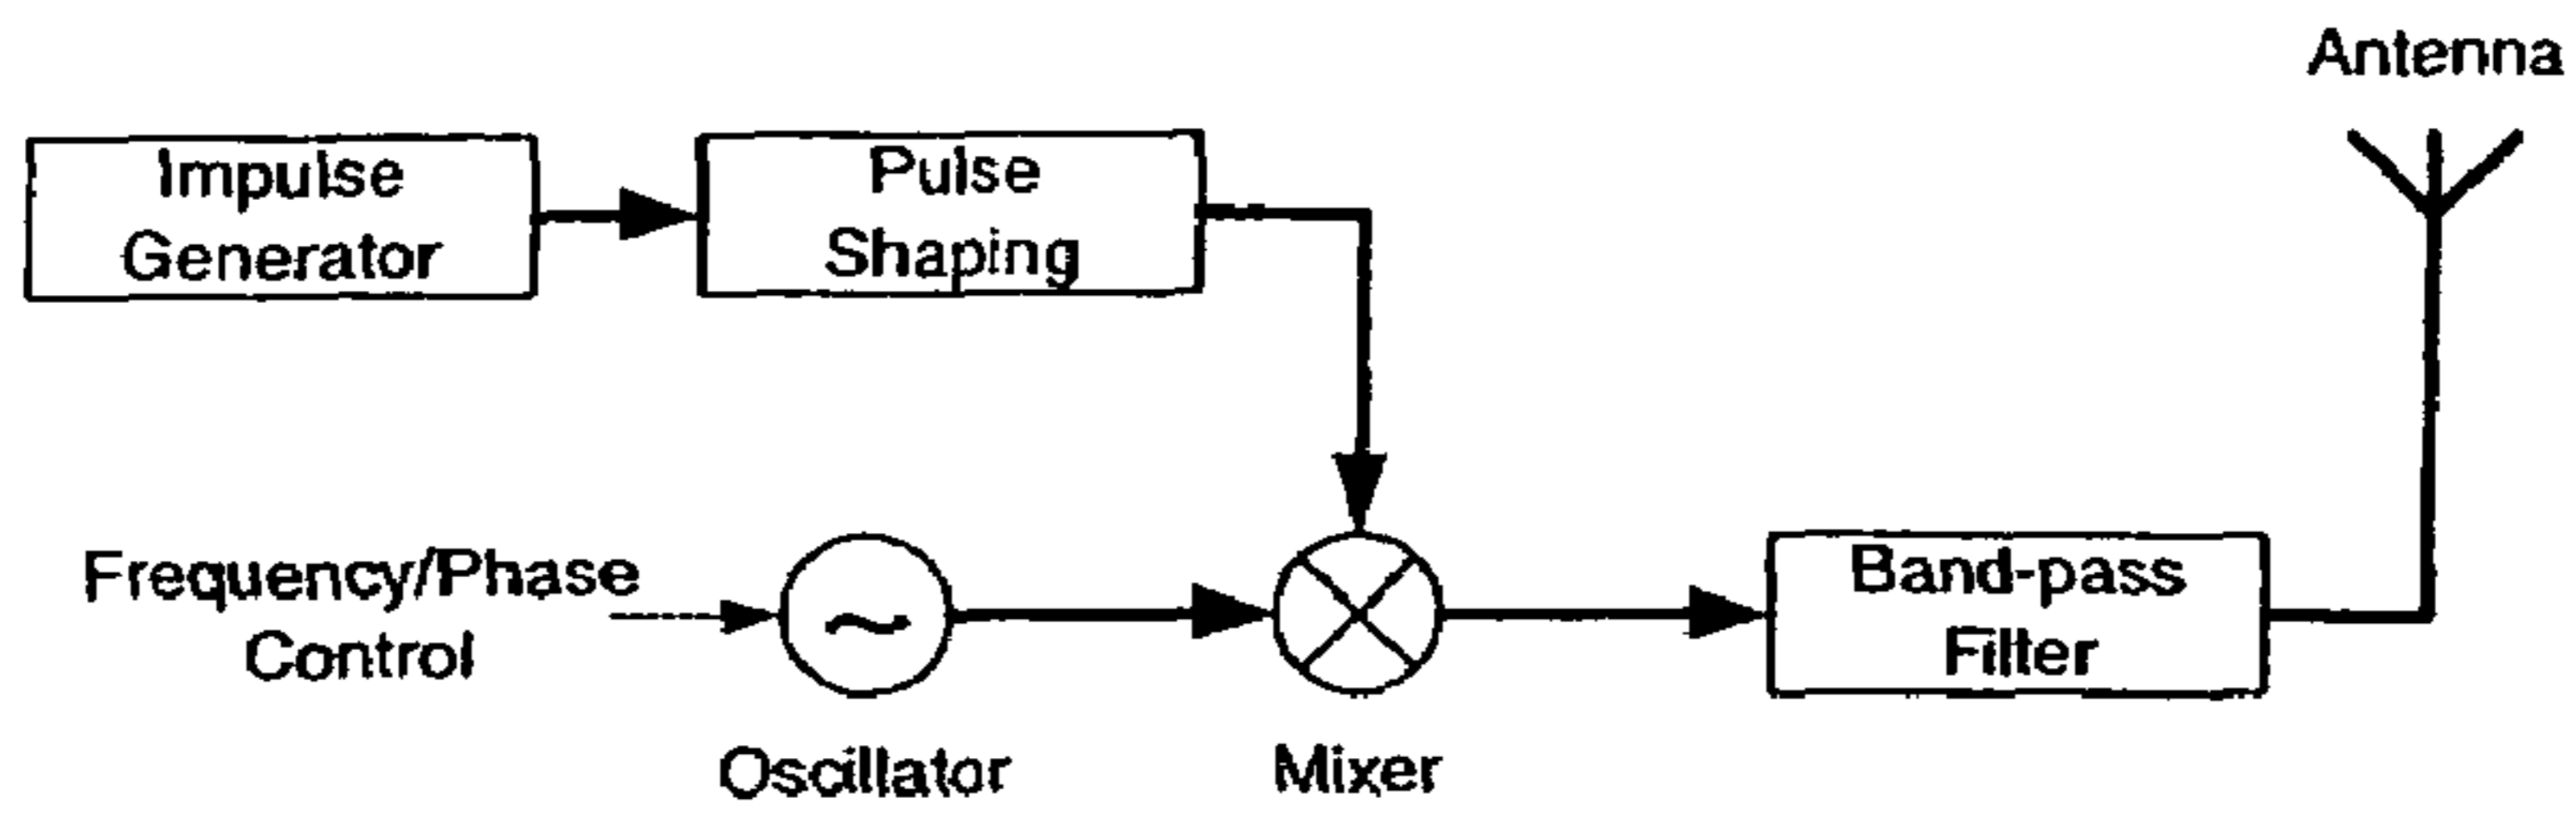 Antenna
Impulse
Generator
Pulse
Shaping
Frequency/Phase
Control
Band-pass
Filter
Oscillator
Mixer